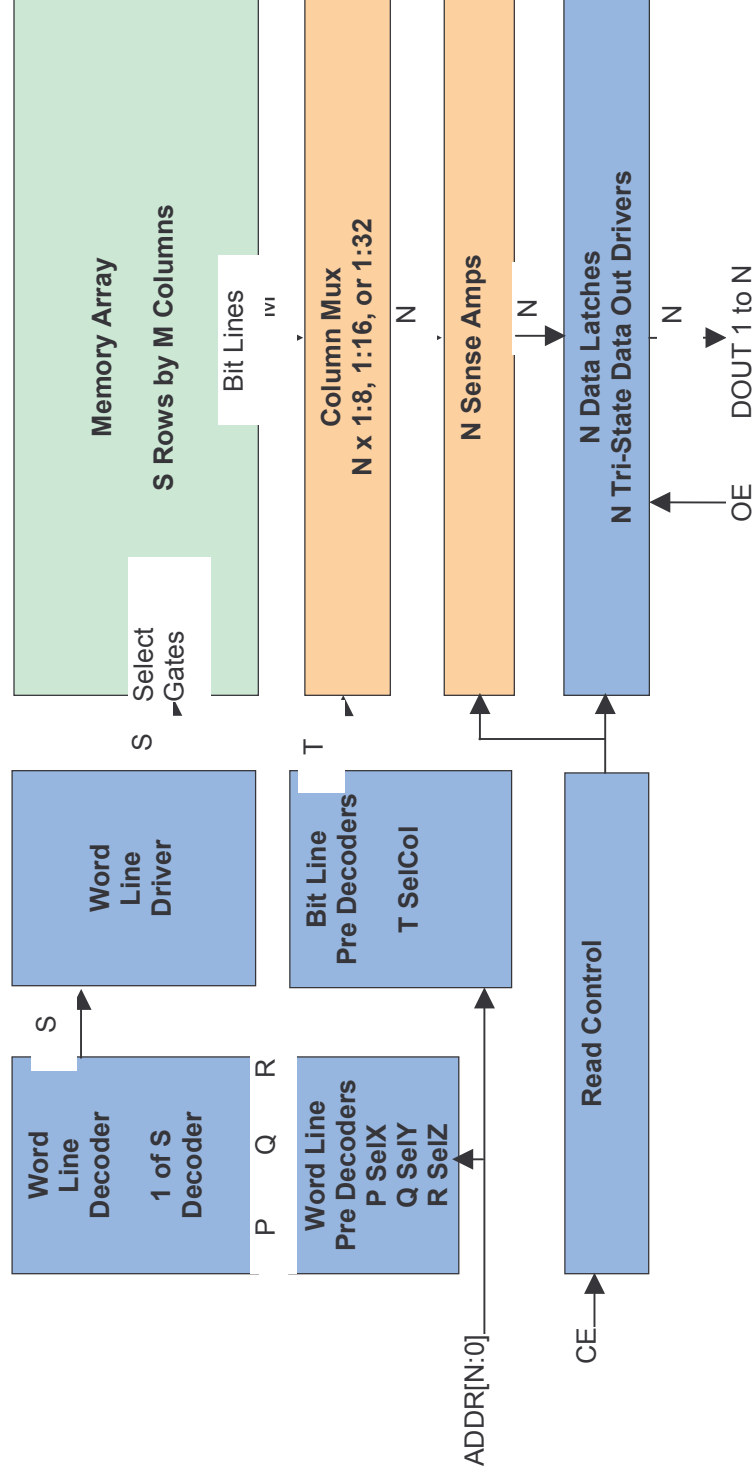 Word
Line
Decoder
1 of S
Decoder
S
Word
Line
Driver
S
Select
Gates
Memory Array
S Rows by M Columns
Bit Lines
P
Q
R
Word Line
Pre Decoders
P SelX
Q SelY
R SelZ
Bit Line
Pre Decoders
T SelCol
T
Column Mux
N x 1:8, 1:16, or 1:32
N
N Sense Amps
N
ADDR[N:0]
CE
Read Control
N Data Latches
N Tri-State Data Out Drivers
N
OE
DOUT 1 to N